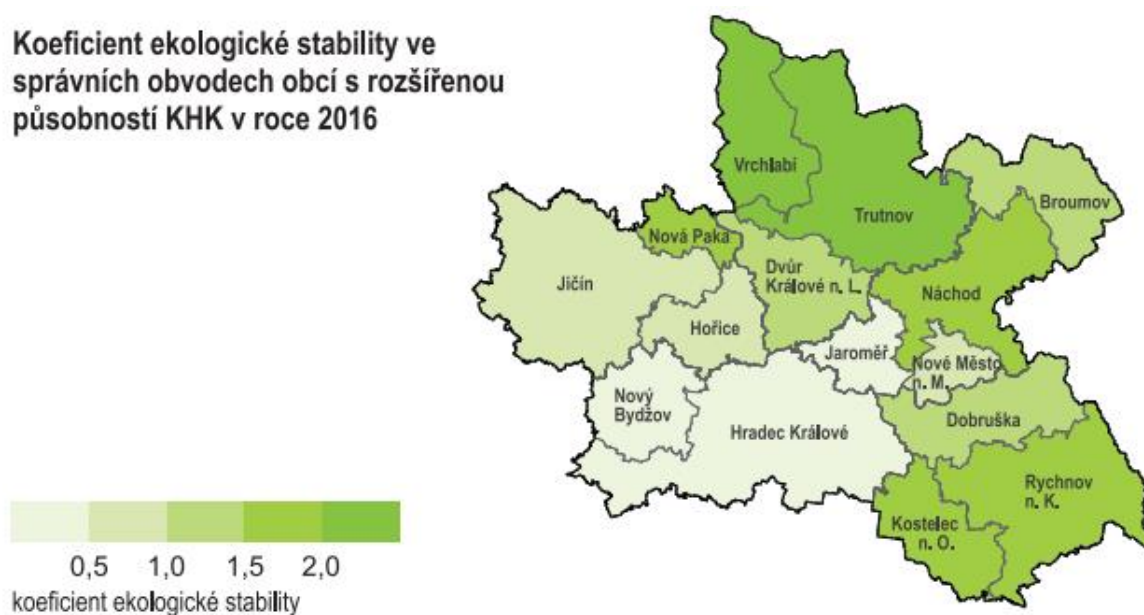 Koeficient ekologické stability ve
správních obvodech obcí s rozšířenou
působností KHK v roce 2016
Vrchlabí
Trutnov
Broumov
Nová Paka
Jičín
Dvůr
Králové n. L.
Náchod
Hořice
Jaroměř
Nové Město
n. M.
Nový
Bydžov
Hradec Králové
Dobruška
Rychnov
n. K.
Kostelec
n. O.
0,5 1,0 1,5 2,0
koeficient ekologické stability